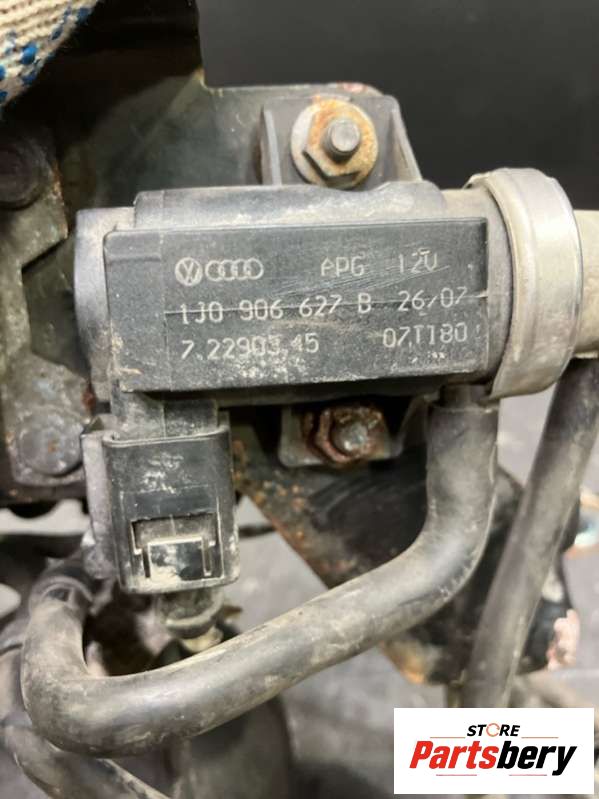 APG 12V
1J0 906 627 B 26/07
7.22903.45 07T180
STORE
Partsbery